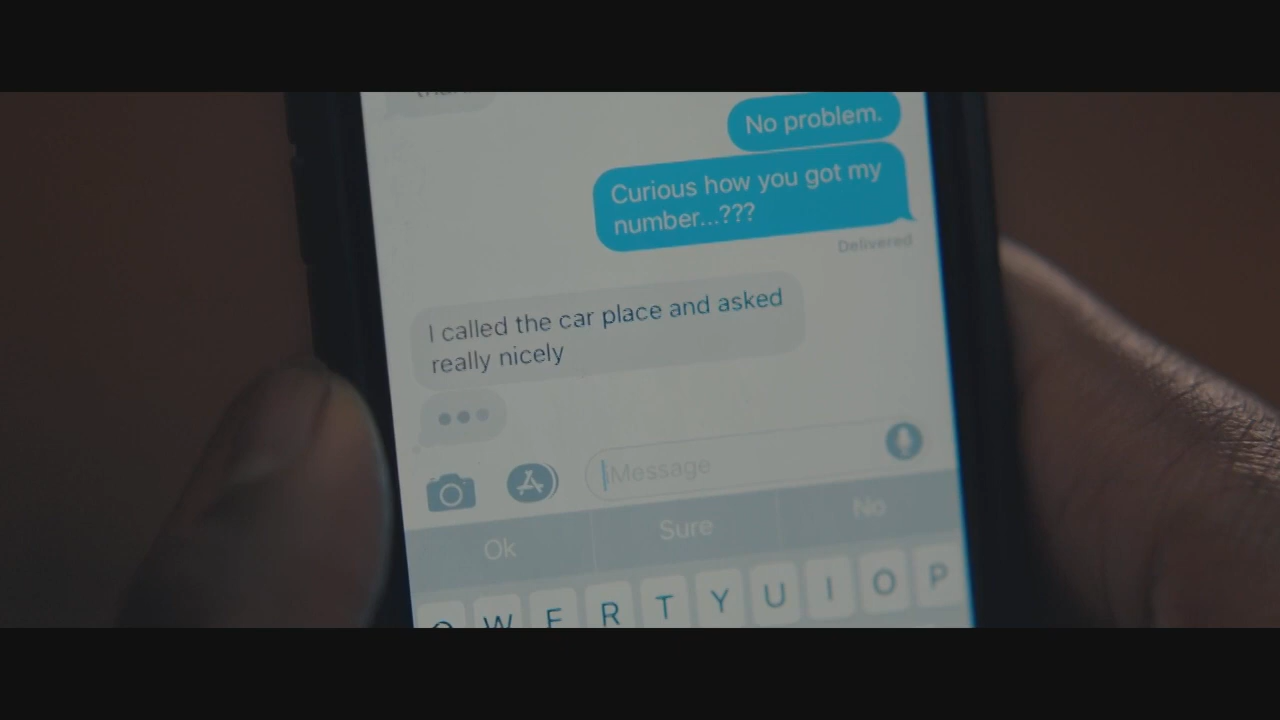 No problem.
Curious how you got my
number...???
Delivered
I called the car place and asked
really nicely
iMessage
Ok
Sure
No
Q W E R T Y U I O P